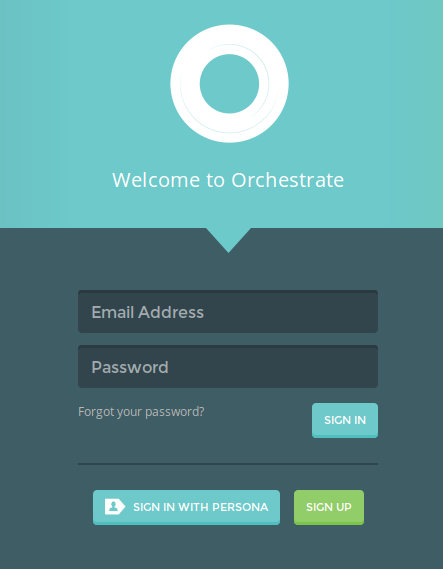 Welcome to Orchestrate
Email Address
Password
Forgot your password?
SIGN IN
SIGN IN WITH PERSONA
SIGN UP